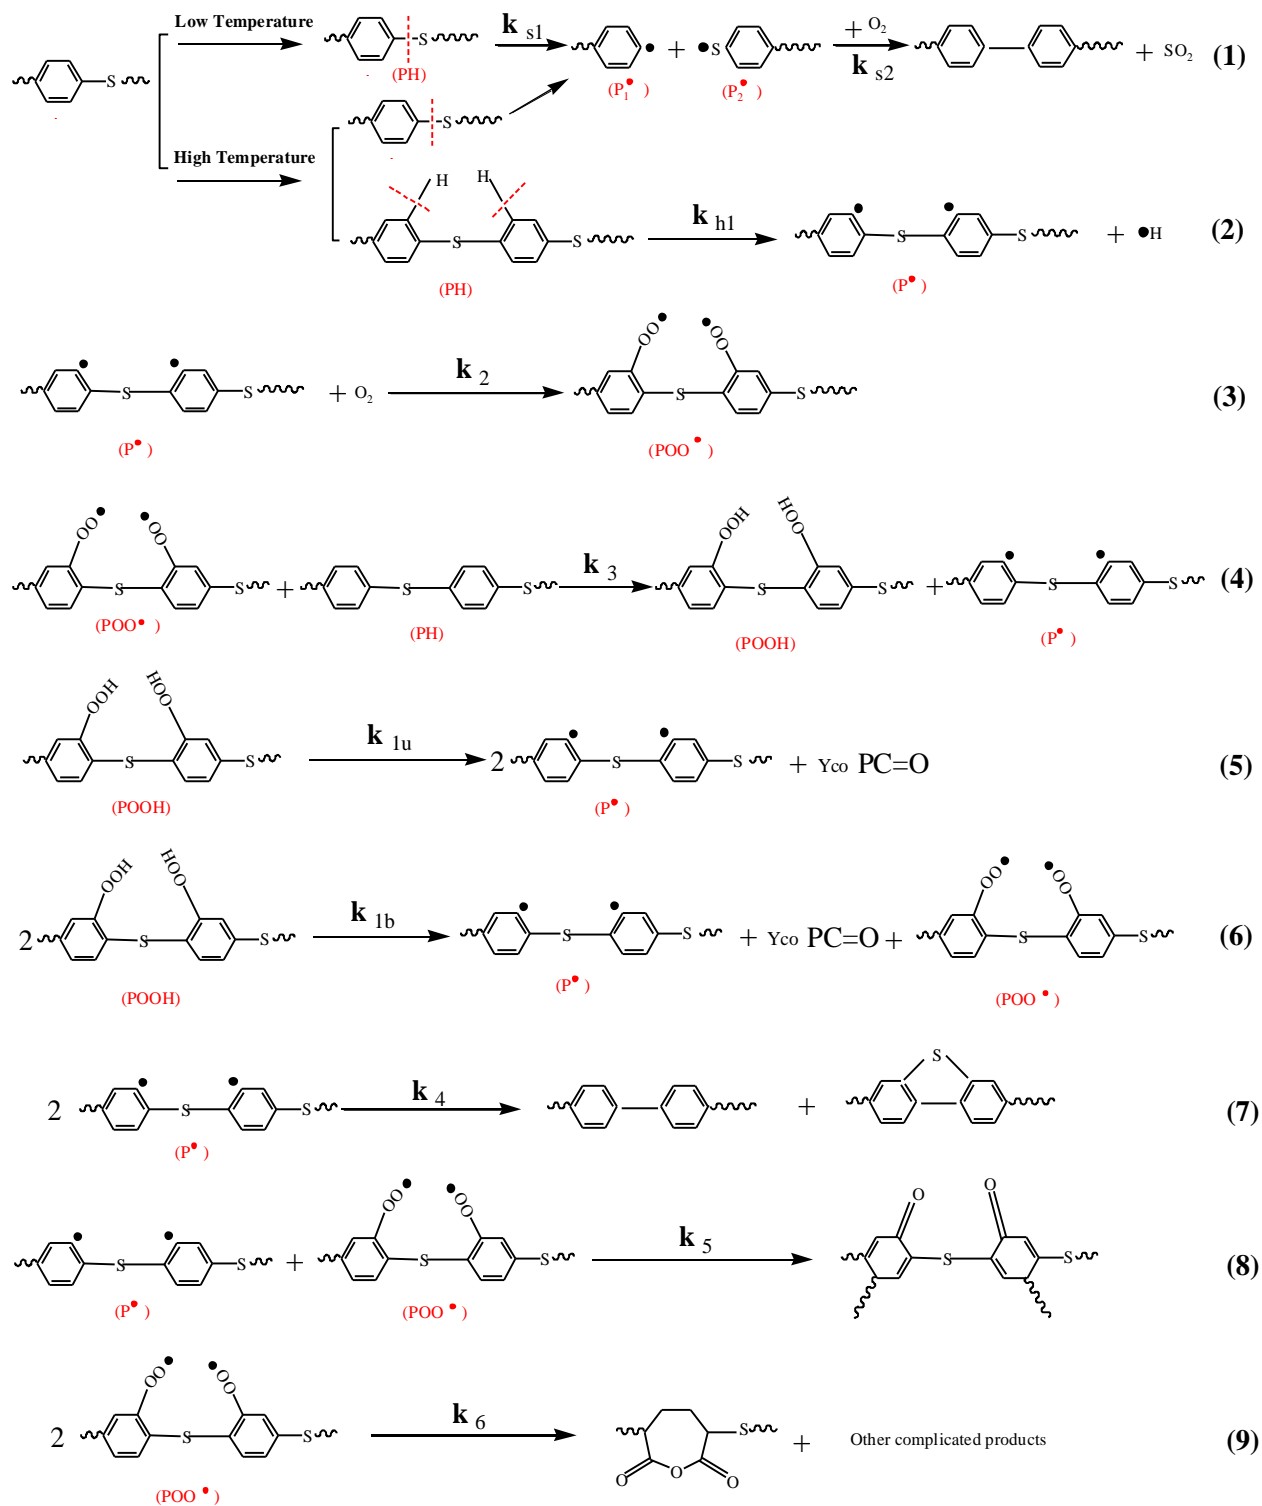 Low Temperature
S
S
(PH)
k s1
(P1•)
+
•S
(P2•)
+ O2
k s2
+ SO2
(1)
S
High Temperature
H
H
S
S
(PH)
k h1
S
S
(P•)
+ •H
(2)
S
S
(P•)
+ O2
k 2
OO•
•OO
S
S
(POO•)
(3)
OO•
•OO
S
S
(POO•)
+
S
S
(PH)
k 3
OOH
HOO
S
S
(POOH)
+
S
S
(P•)
(4)
OOH
HOO
S
S
(POOH)
k 1u
2
S
S
(P•)
+ Yco PC=O
(5)
2
OOH
HOO
S
S
(POOH)
k 1b
S
S
(P•)
+ Yco PC=O +
OO•
•OO
S
S
(POO•)
(6)
2
S
S
(P•)
k 4
+
S
(7)
S
S
(P•)
+
OO•
•OO
S
S
(POO•)
k 5
O
O
S
S
(8)
2
OO•
•OO
S
S
(POO•)
k 6
S
O
O
O
+
Other complicated products
(9)